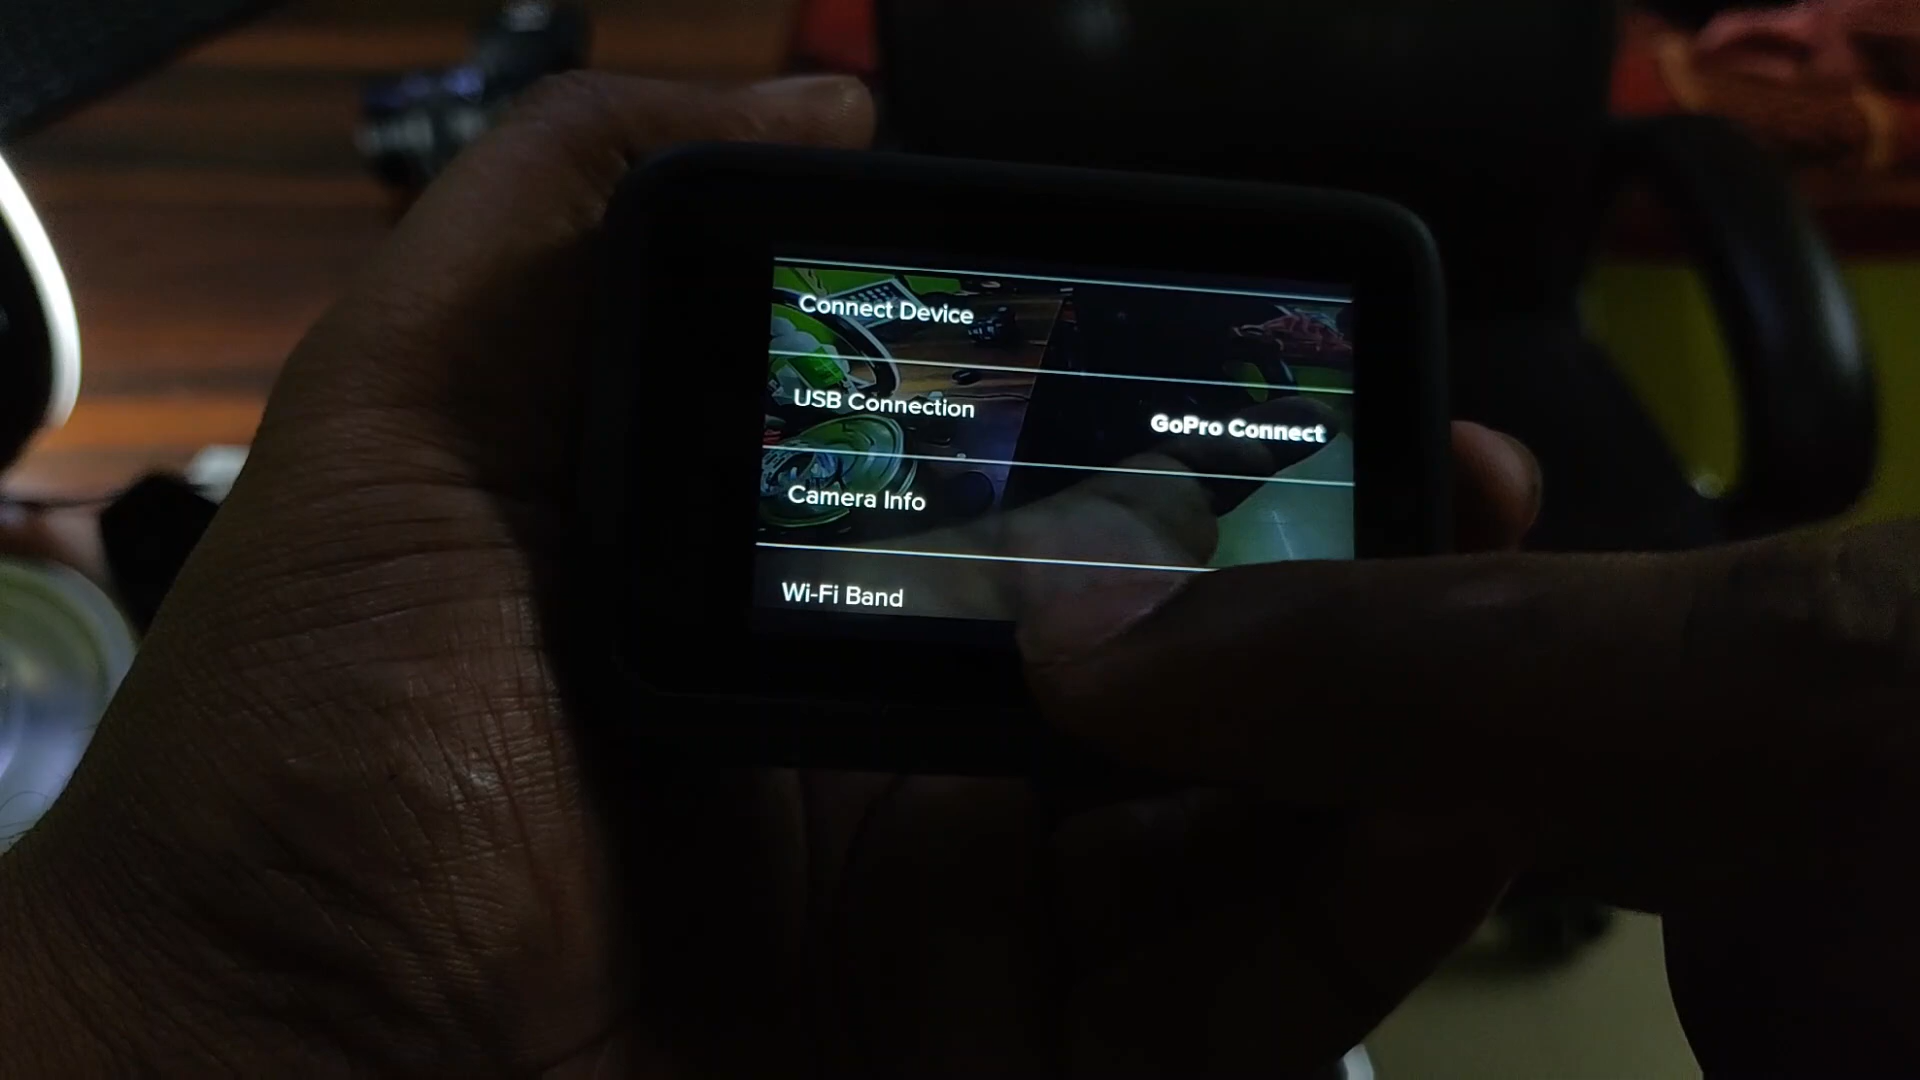 Connect Device
USB Connection
GoPro Connect
Camera Info
Wi-Fi Band